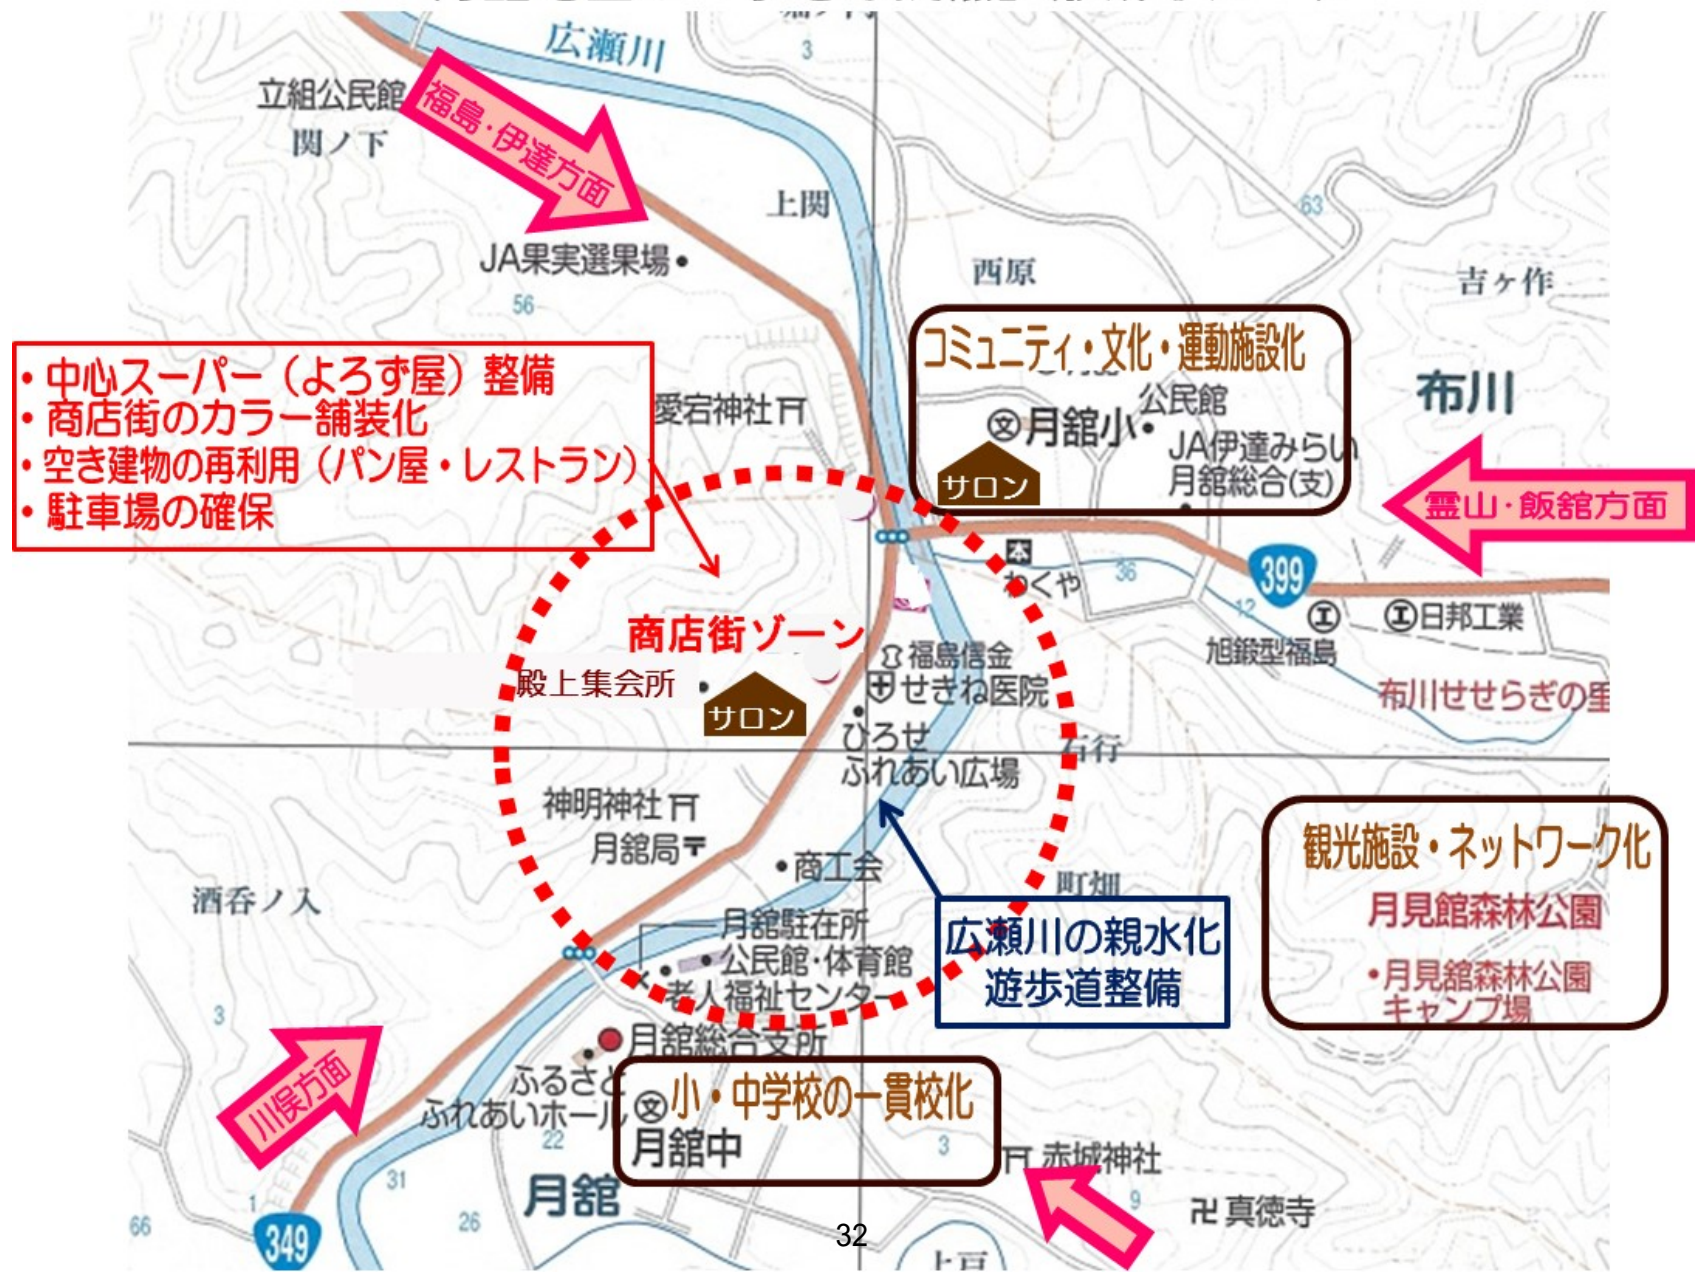 広瀬川
3
立組公民館
関ノ下
福島・伊達方面
上関
63
JA果実選果場
西原
吉ヶ作
56
コミュニティ・文化・運動施設化
・中心スーパー（よろず屋）整備
・商店街のカラー舗装化
・空き建物の再利用（パン屋・レストラン）
・駐車場の確保
愛宕神社
公民館
布川
文月舘小
JA伊達みらい
月舘総合(支)
サロン
霊山・飯舘方面
本
わくや
36
399
12
工
工日邦工業
旭鍛型福島
商店街ゾーン
福島信金
殿上集会所
せきね医院
布川せせらぎの里
サロン
ひろせ
ふれあい広場
石行
神明神社
月舘局〒
商工会
観光施設・ネットワーク化
月見館森林公園
・月見舘森林公園
キャンプ場
酒呑ノ入
町畑
月舘駐在所
公民館・体育館
老人福祉センター
広瀬川の親水化
遊歩道整備
3
月舘総合支所
川俣方面
ふるさと
ふれあいホール
小・中学校の一貫校化
文
月舘中
22
3
赤城神社
31
月舘
9
卍真徳寺
1
66
349
26
32
上戸